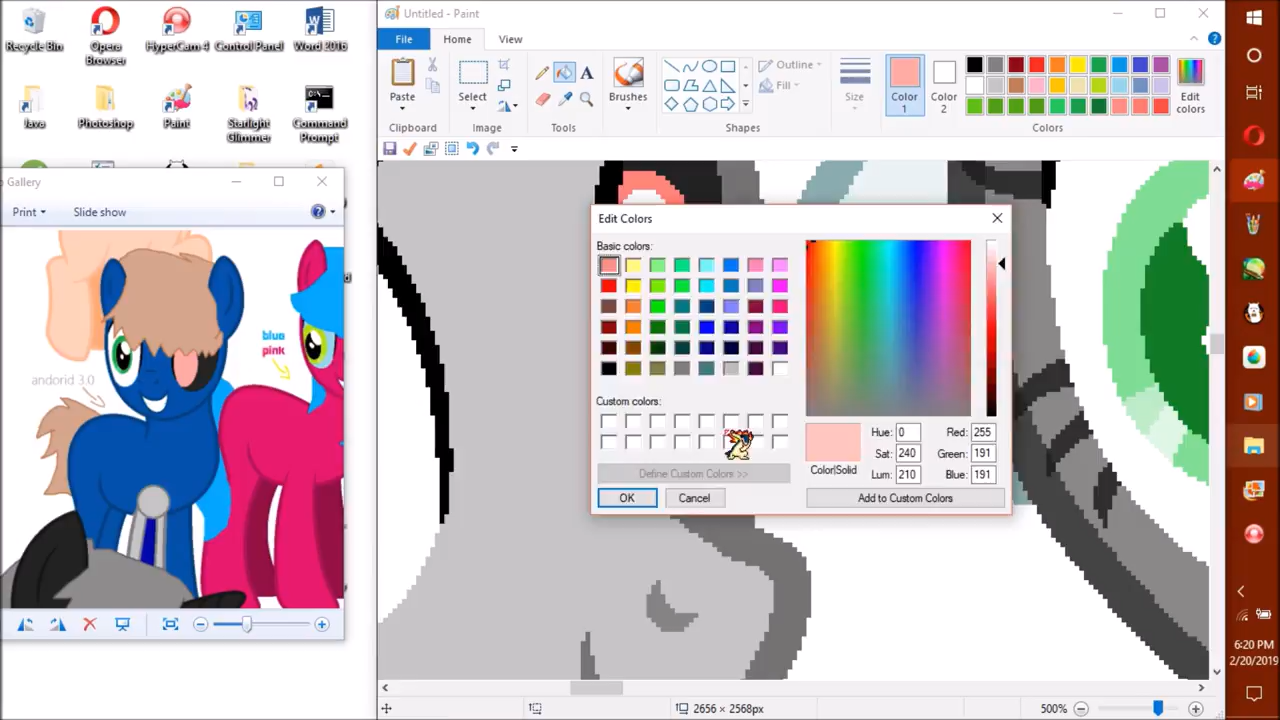 Recycle Bin
Opera Browser
HyperCam 4
Control Panel
Word 2016
Java
Photoshop
Paint
Starlight Glimmer
Command Prompt
Gallery
Print
Slide show
andorid 3.0
blue
pink
Untitled - Paint
File
Home
View
Paste
Clipboard
Select
Image
A
Tools
Brushes
Outline
Fill
Shapes
Size
Color 1
Color 2
Edit colors
Colors
Edit Colors
Basic colors:
Custom colors:
Define Custom Colors >>
OK
Cancel
Color|Solid
Hue: 0
Sat: 240
Lum: 210
Red: 255
Green: 191
Blue: 191
Add to Custom Colors
2656 × 2568px
500%
6:20 PM
2/20/2019